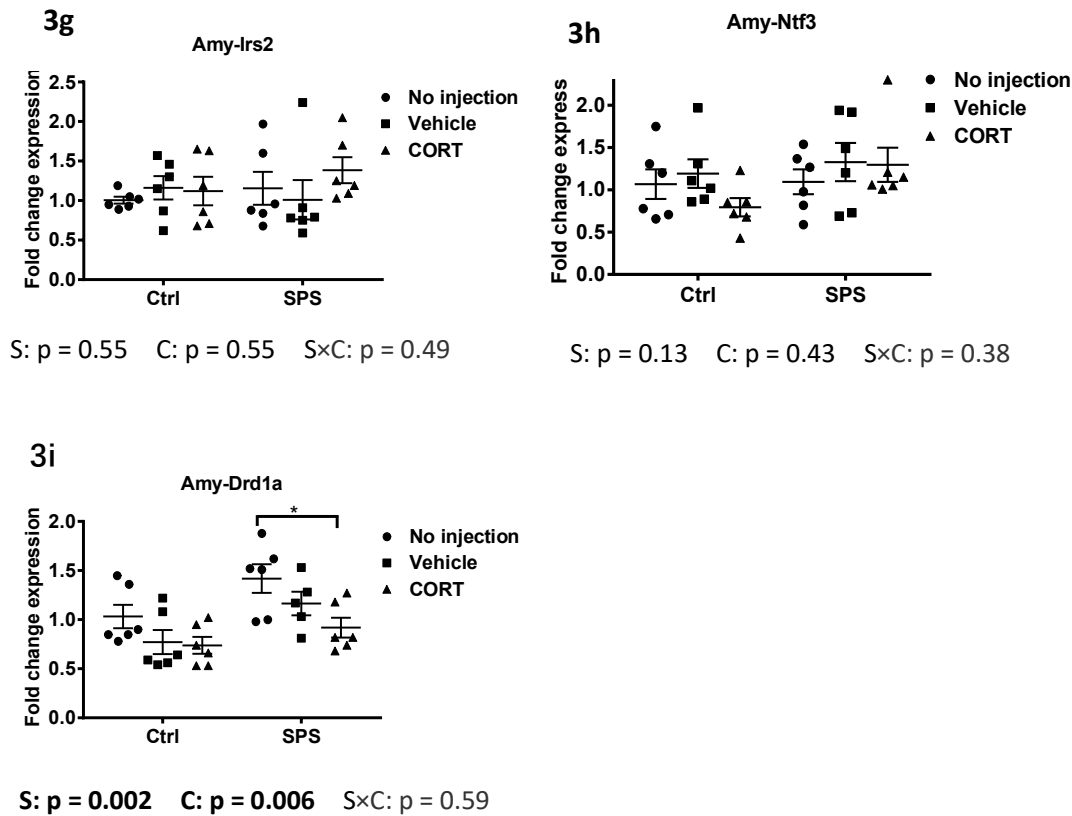 3g
Amy-Irs2
Fold change expression
2.5
2.0
1.5
1.0
0.5
0.0
Ctrl
SPS
No injection
Vehicle
CORT
S: p = 0.55 C: p = 0.55 S×C: p = 0.49
3h
Amy-Ntf3
Fold change express
2.0
1.5
1.0
0.5
0.0
Ctrl
SPS
No injection
Vehicle
CORT
S: p = 0.13 C: p = 0.43 S×C: p = 0.38
3i
Amy-Drd1a
Fold change expression
2.0
1.5
1.0
0.5
0.0
*
Ctrl
SPS
No injection
Vehicle
CORT
S: p = 0.002 C: p = 0.006 S×C: p = 0.59